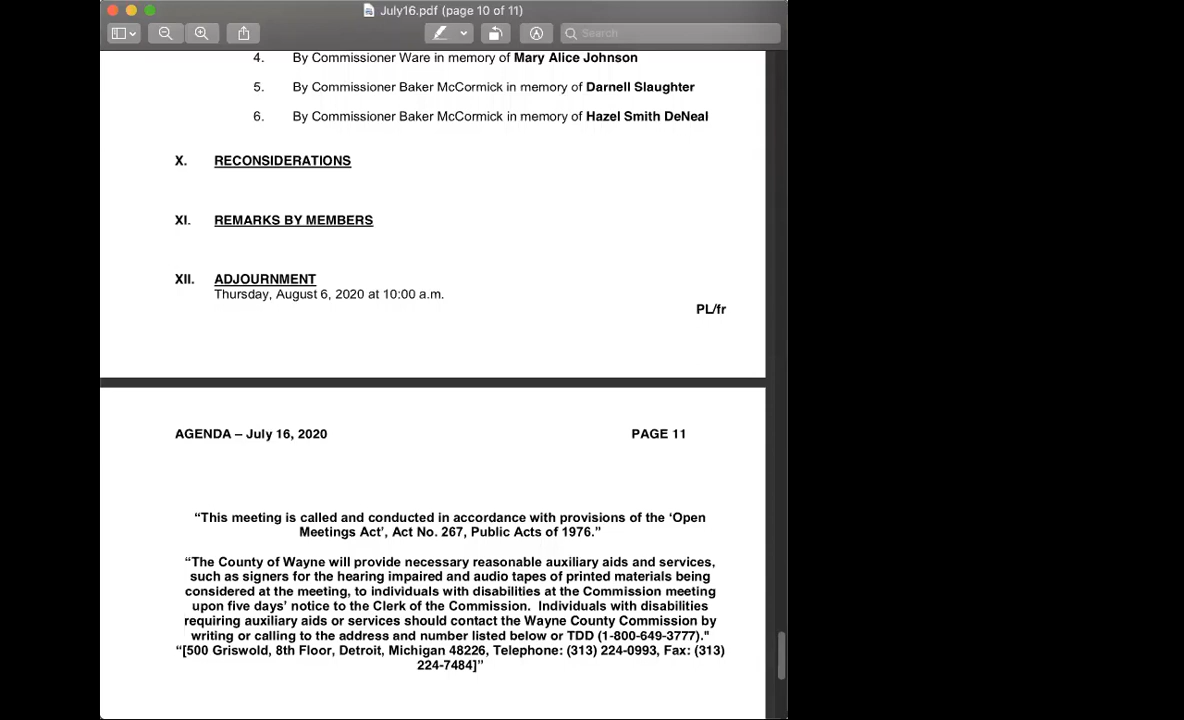 July16.pdf (page 10 of 11)
Search
4. By Commissioner Ware in memory of Mary Alice Johnson
5. By Commissioner Baker McCormick in memory of Darnell Slaughter
6. By Commissioner Baker McCormick in memory of Hazel Smith DeNeal
X. RECONSIDERATIONS
XI. REMARKS BY MEMBERS
XII. ADJOURNMENT
Thursday, August 6, 2020 at 10:00 a.m.
PL/fr
AGENDA – July 16, 2020 PAGE 11
“This meeting is called and conducted in accordance with provisions of the ‘Open
Meetings Act’, Act No. 267, Public Acts of 1976.”
“The County of Wayne will provide necessary reasonable auxiliary aids and services,
such as signers for the hearing impaired and audio tapes of printed materials being
considered at the meeting, to individuals with disabilities at the Commission meeting
upon five days’ notice to the Clerk of the Commission. Individuals with disabilities
requiring auxiliary aids or services should contact the Wayne County Commission by
writing or calling to the address and number listed below or TDD (1-800-649-3777)."
“[500 Griswold, 8th Floor, Detroit, Michigan 48226, Telephone: (313) 224-0993, Fax: (313)
224-7484]”